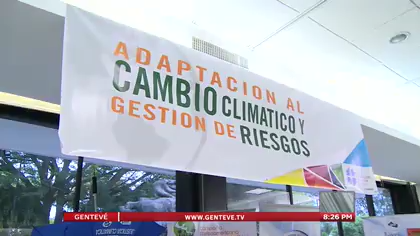 ADAPTACION AL
CAMBIO CLIMATICO Y
GESTION DE RIESGOS
GENTEVÉ
WWW.GENTEVE.TV
8:26 PM